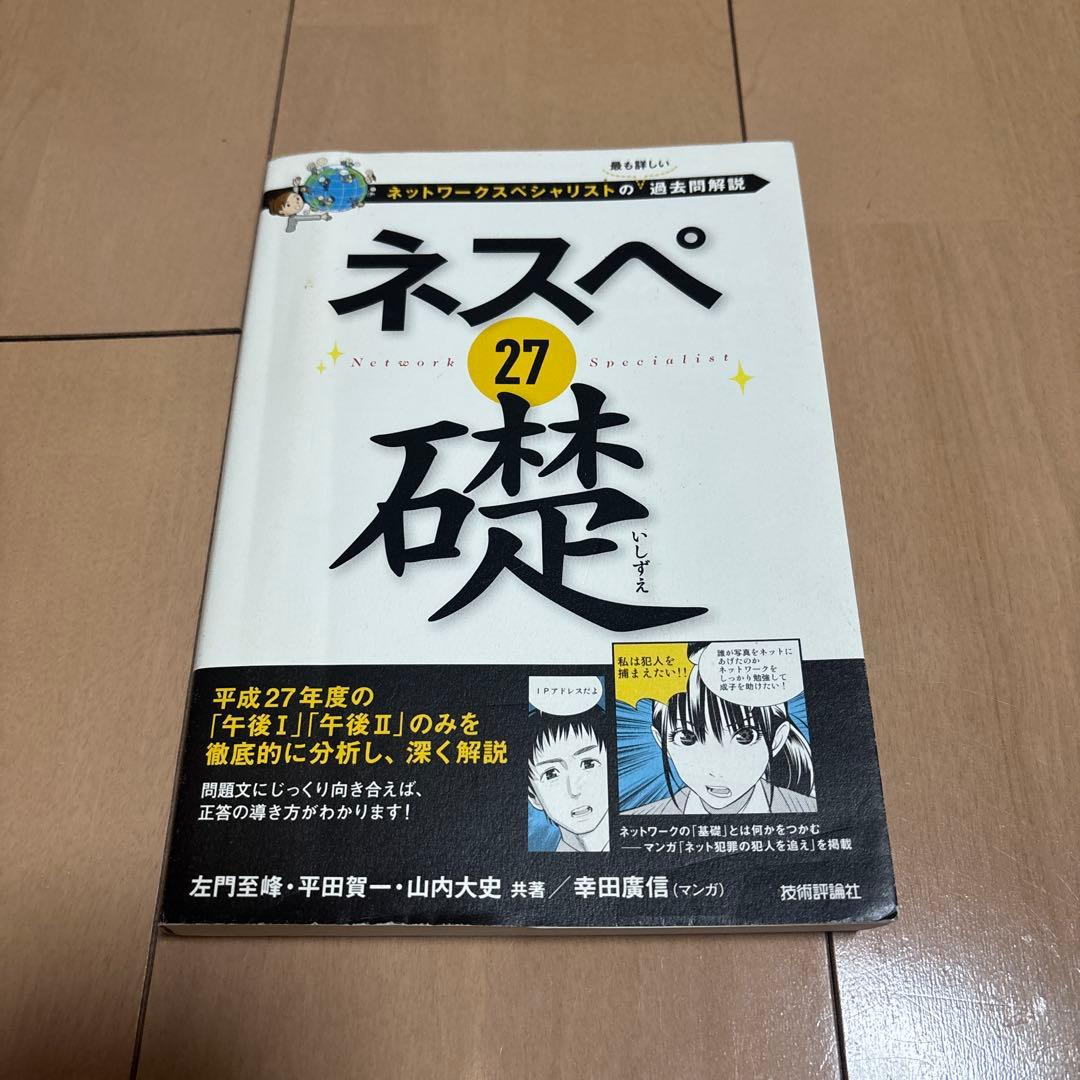 最も詳しい
ネットワークスペシャリストの過去問解説
ネスペ
27
Network Specialist
礎
いしずえ
平成27年度の
「午後Ⅰ」「午後Ⅱ」のみを
徹底的に分析し、深く解説
問題文にじっくり向き合えば、
正答の導き方がわかります!
IPアドレスだよ
私は犯人を
捕まえたい!!
誰が写真をネットに
あげたのか
ネットワークを
しっかり勉強して
成子を助けたい!
ネットワークの「基礎」とは何かをつかむ
──マンガ「ネット犯罪の犯人を追え」を掲載
左門至峰・平田賀一・山内大史 共著/幸田廣信(マンガ)
技術評論社